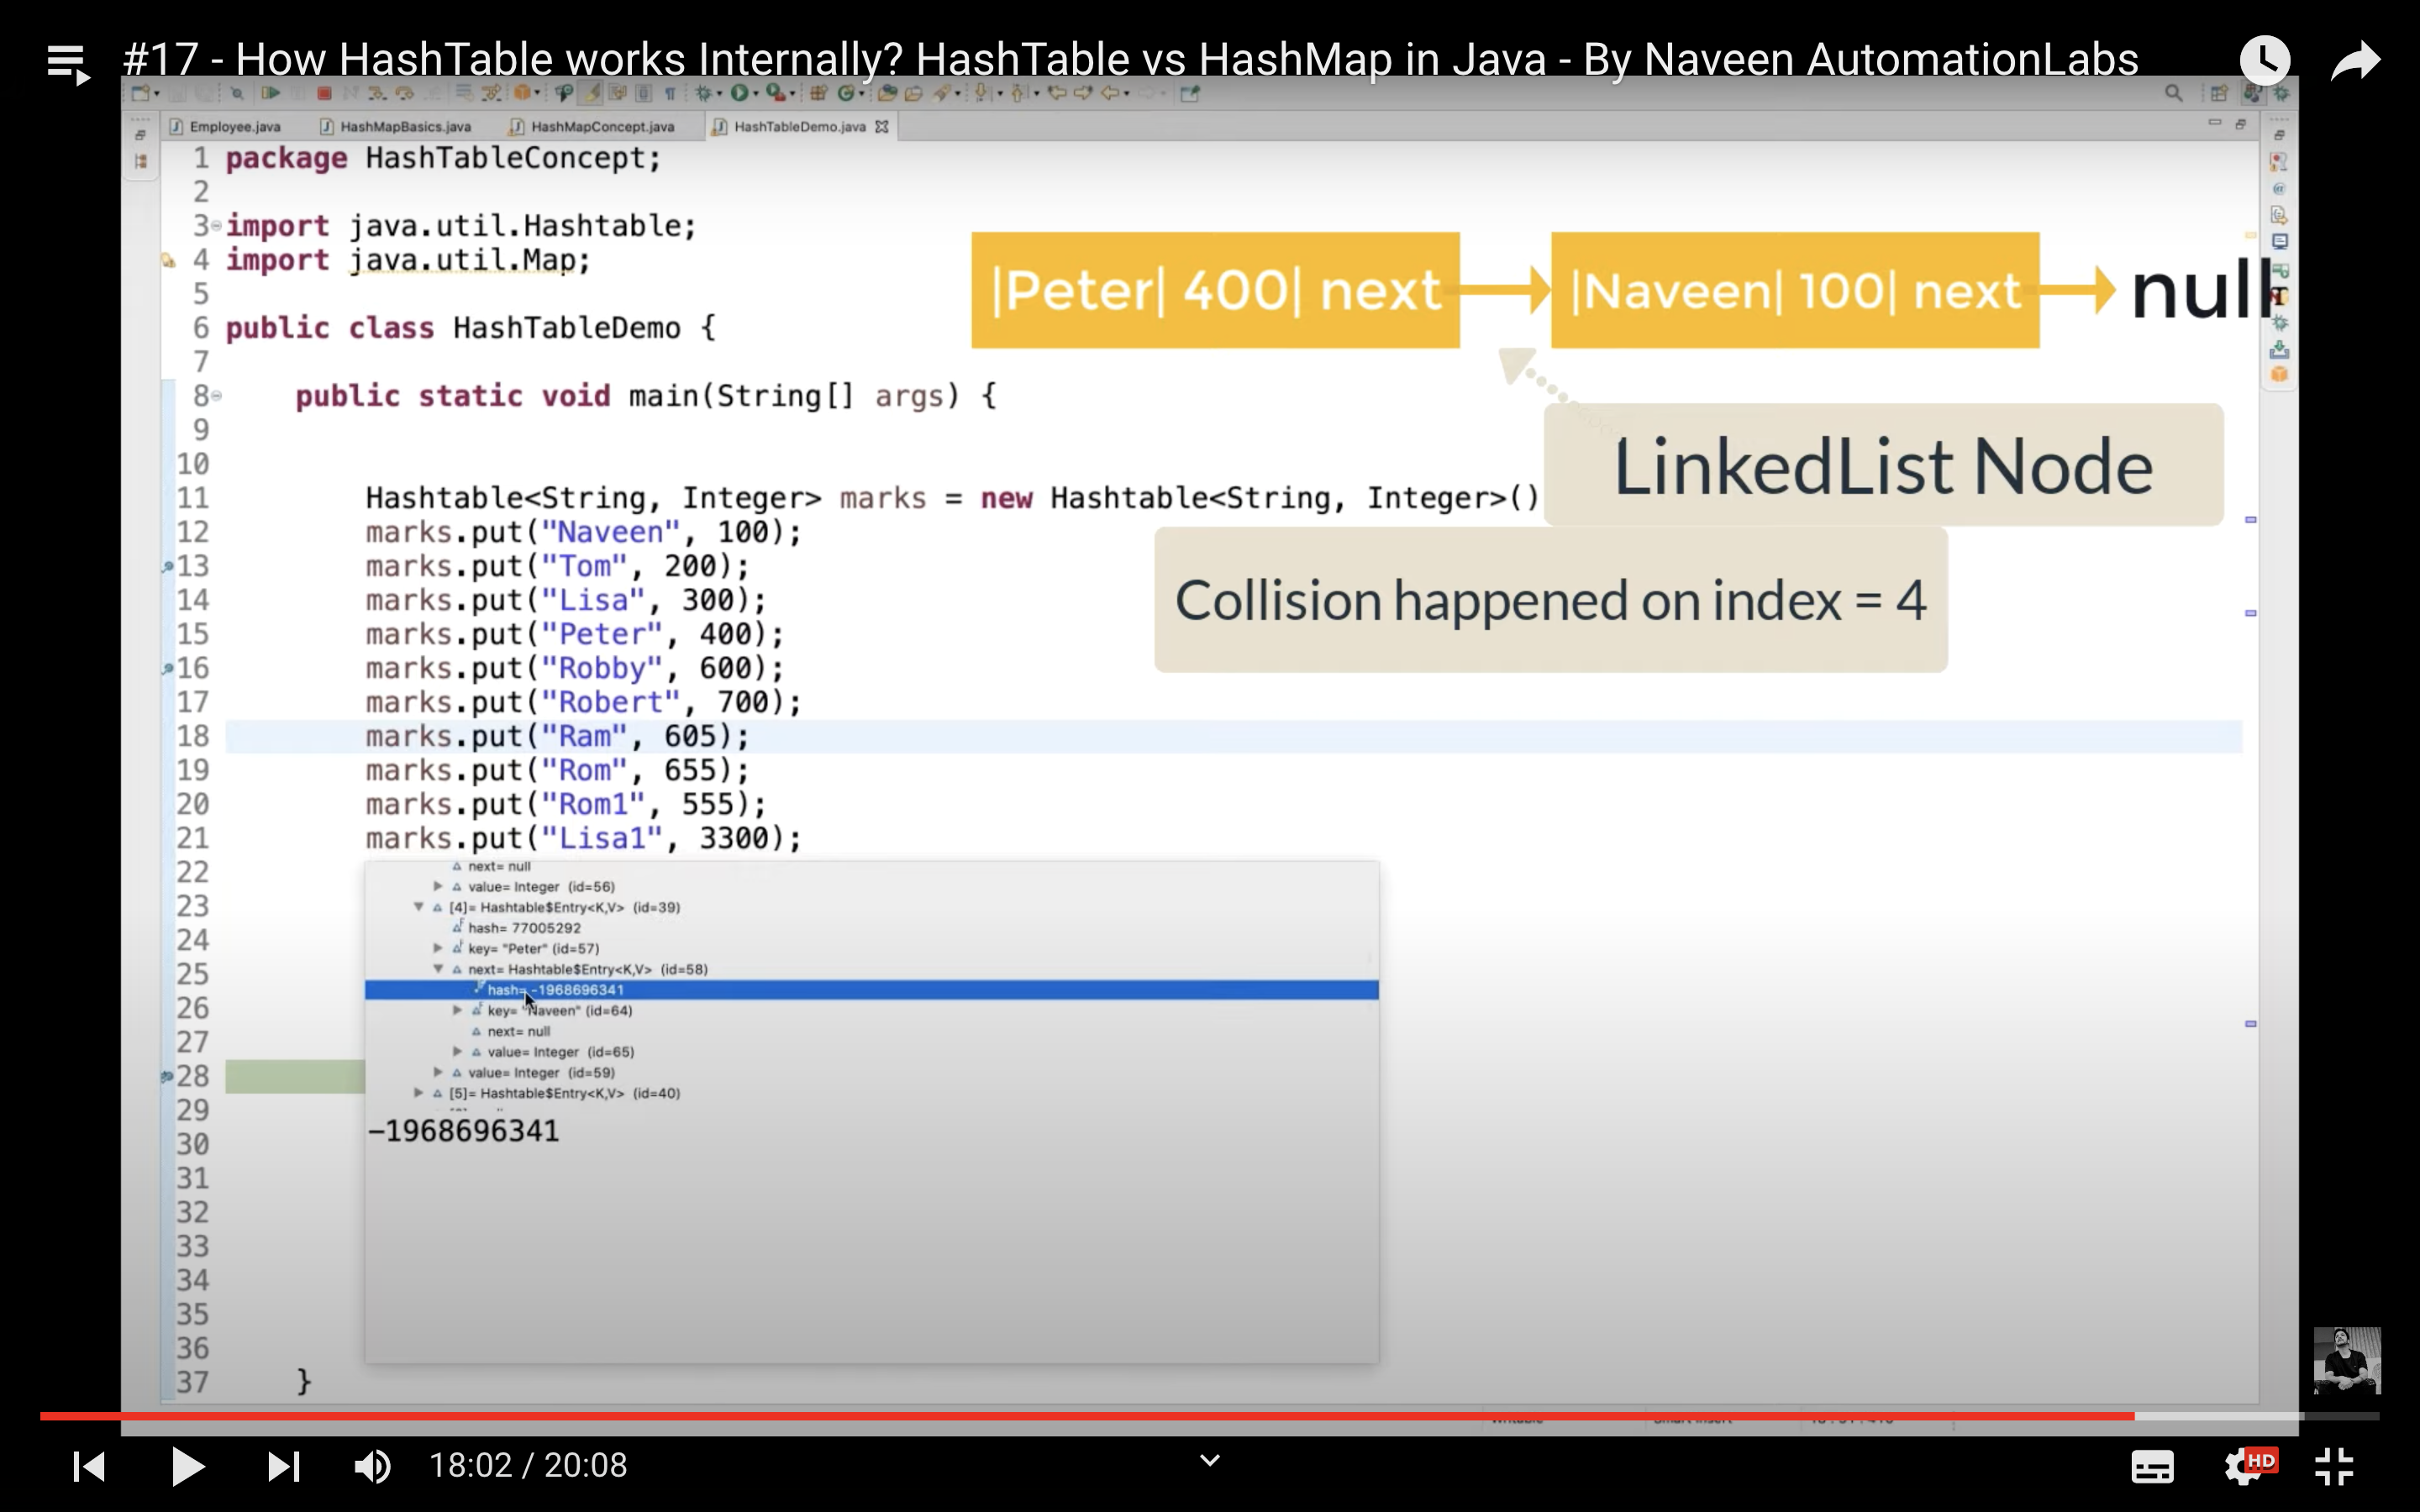 #17 - How HashTable works Internally? HashTable vs HashMap in Java - By Naveen AutomationLabs
Employee.java HashMapBasics.java HashMapConcept.java HashTableDemo.java
1 package HashTableConcept;
2
3 import java.util.Hashtable;
4 import java.util.Map;
5
6 public class HashTableDemo {
7
8 public static void main(String[] args) {
9
10
11 Hashtable<String, Integer> marks = new Hashtable<String, Integer>()
12 marks.put("Naveen", 100);
13 marks.put("Tom", 200);
14 marks.put("Lisa", 300);
15 marks.put("Peter", 400);
16 marks.put("Robby", 600);
17 marks.put("Robert", 700);
18 marks.put("Ram", 605);
19 marks.put("Rom", 655);
20 marks.put("Rom1", 555);
21 marks.put("Lisa1", 3300);
22
23
24
25
26
27
28
29
30
31
32
33
34
35
36
37 }
|Peter| 400| next |Naveen| 100| next null
LinkedList Node
Collision happened on index = 4
next= null
value= Integer (id=56)
[4]= Hashtable$Entry<K,V> (id=39)
hash= 77005292
key= "Peter" (id=57)
next= Hashtable$Entry<K,V> (id=58)
hash= -1968696341
key= "Naveen" (id=64)
next= null
value= Integer (id=65)
value= Integer (id=59)
[5]= Hashtable$Entry<K,V> (id=40)
-1968696341
18:02 / 20:08
HD